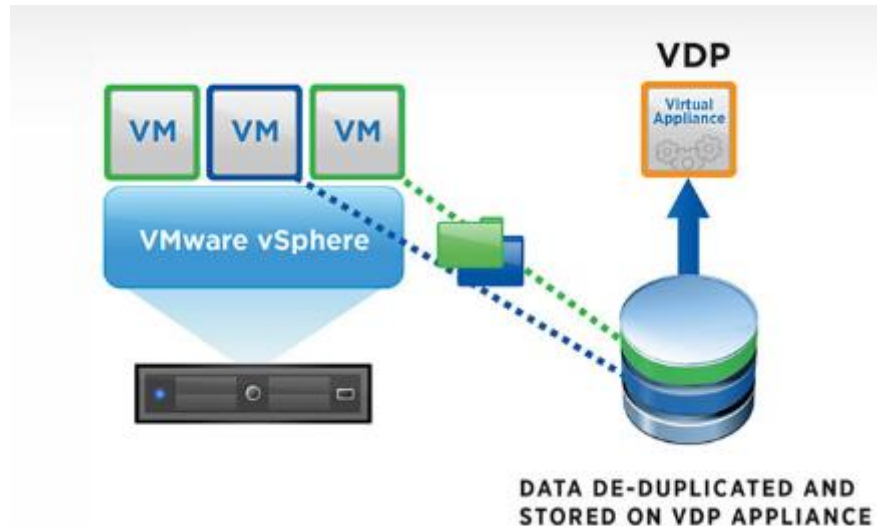 VDP
VM VM VM
Virtual
Appliance
VMware vSphere
DATA DE-DUPLICATED AND
STORED ON VDP APPLIANCE